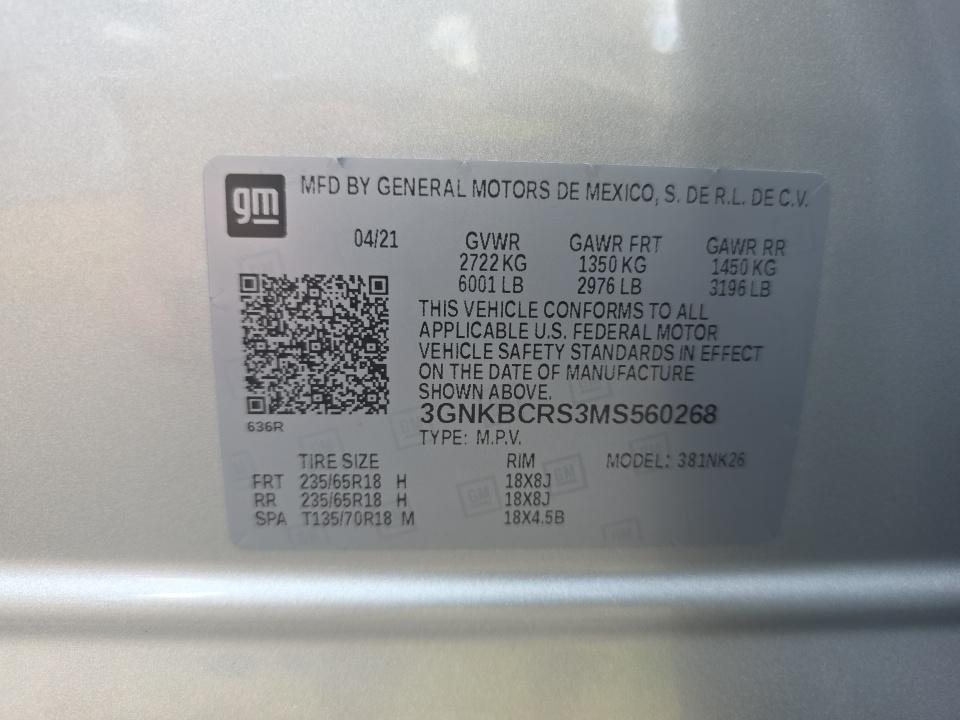 gm MFD BY GENERAL MOTORS DE MEXICO, S. DE R.L. DE C.V.
04/21 GVWR GAWR FRT GAWR RR
2722 KG 1350 KG 1450 KG
6001 LB 2976 LB 3196 LB
THIS VEHICLE CONFORMS TO ALL
APPLICABLE U.S. FEDERAL MOTOR
VEHICLE SAFETY STANDARDS IN EFFECT
ON THE DATE OF MANUFACTURE
SHOWN ABOVE.
3GNKBCRS3MS560268
636R
TYPE: M.P.V.
TIRE SIZE RIM MODEL: 381NK26
FRT 235/65R18 H 18X8J
RR 235/65R18 H 18X8J
SPA T135/70R18 M 18X4.5B
GM
GM
GM